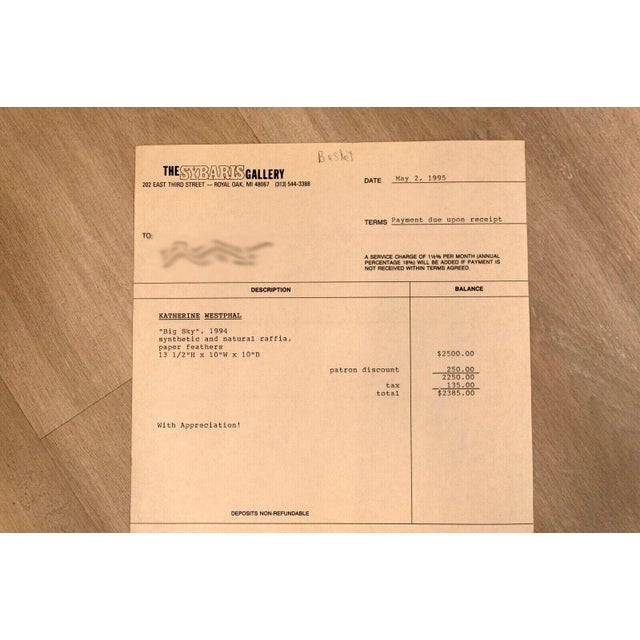 Basket
THE SYBARIS GALLERY
202 EAST THIRD STREET — ROYAL OAK, MI 48067 (313) 544-3388
DATE May 2, 1995
TERMS Payment due upon receipt
TO:
A SERVICE CHARGE OF 1½% PER MONTH (ANNUAL
PERCENTAGE 18%) WILL BE ADDED IF PAYMENT IS
NOT RECEIVED WITHIN TERMS AGREED.
DESCRIPTION BALANCE
KATHERINE WESTPHAL
"Big Sky", 1994
synthetic and natural raffia,
paper feathers
13 1/2"H x 10"W x 10"D $2500.00
patron discount 250.00
2250.00
tax 135.00
total $2385.00
With Appreciation!
DEPOSITS NON-REFUNDABLE